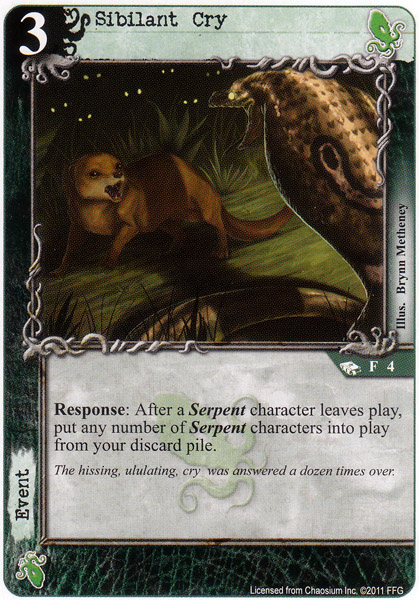 3
Sibilant Cry
Illus. Brynn Metheney
F 4
Response: After a Serpent character leaves play,
put any number of Serpent characters into play
from your discard pile.
The hissing, ululating, cry was answered a dozen times over.
Event
Licensed from Chaosium Inc. ©2011 FFG